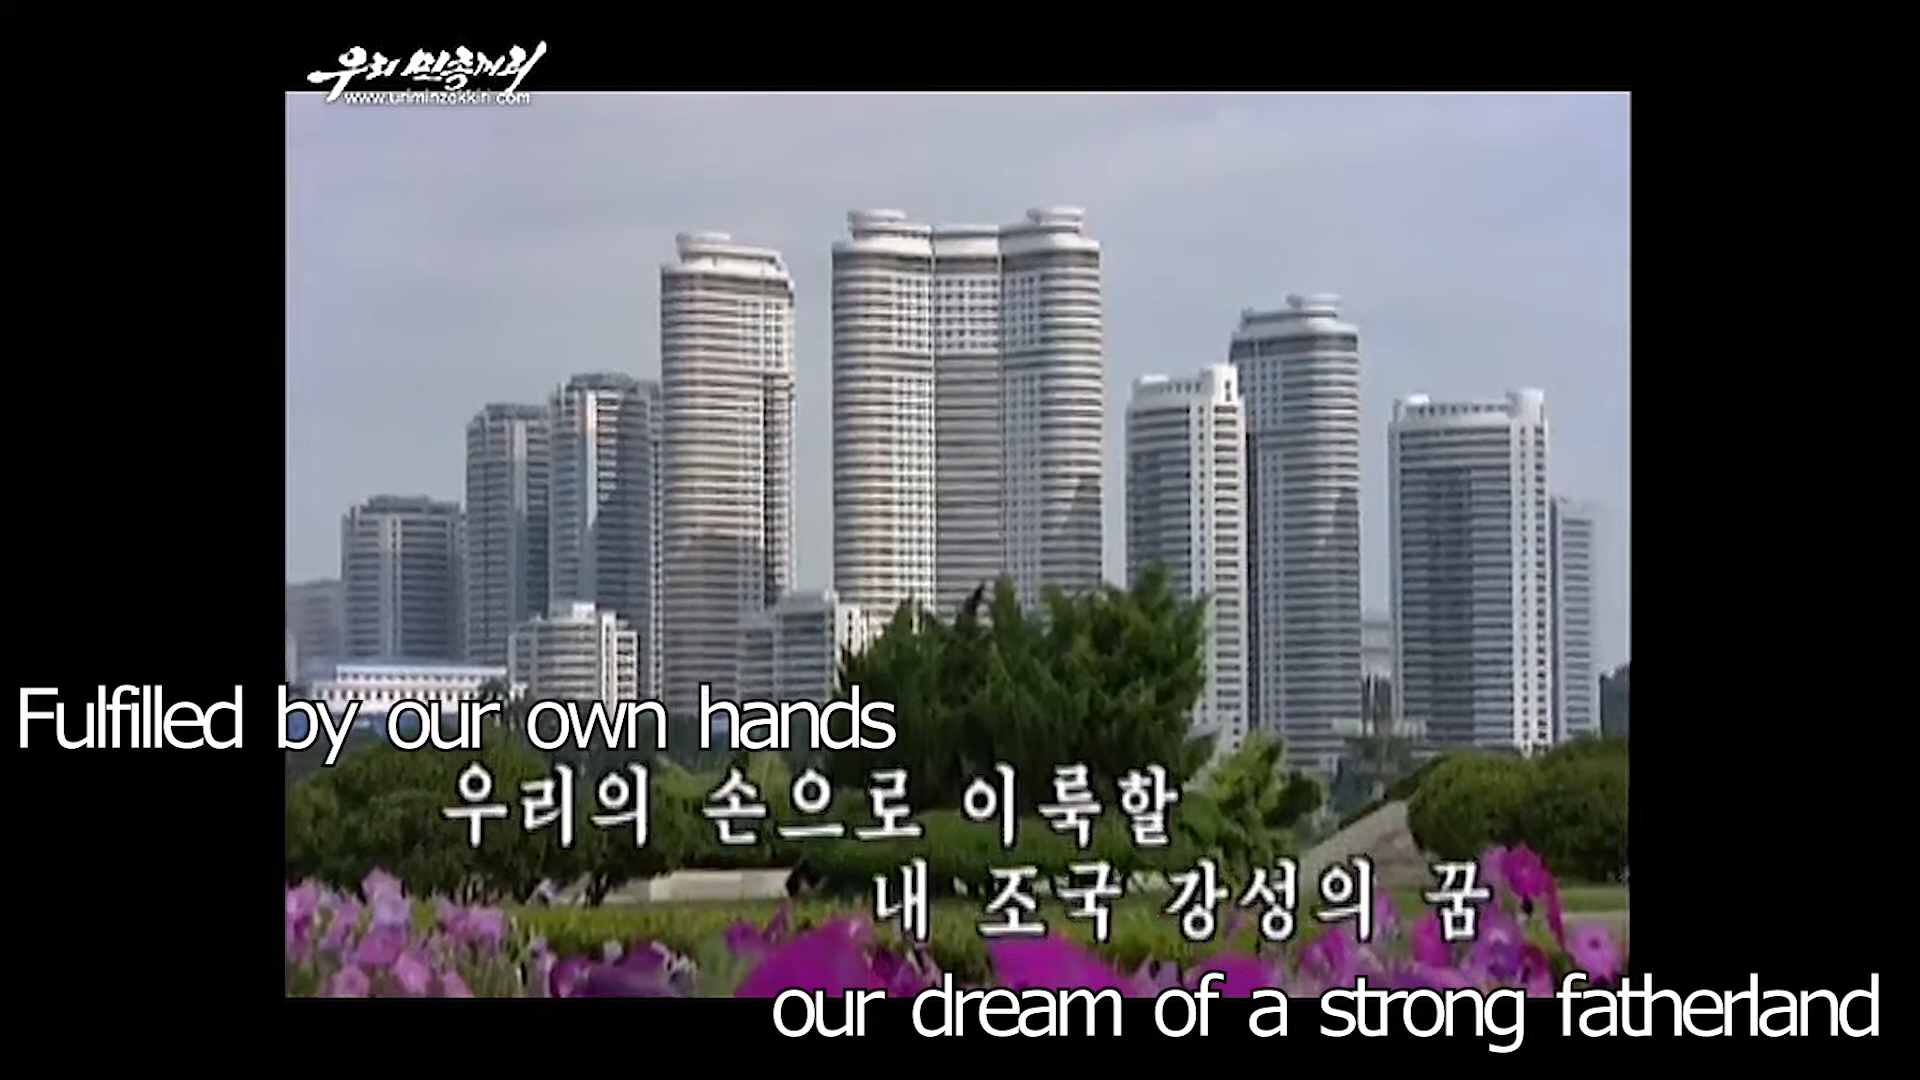 우리민족끼리
www.uriminzokkiri.com
Fulfilled by our own hands
우리의 손으로 이룩할
내 조국 강성의 꿈
our dream of a strong fatherland